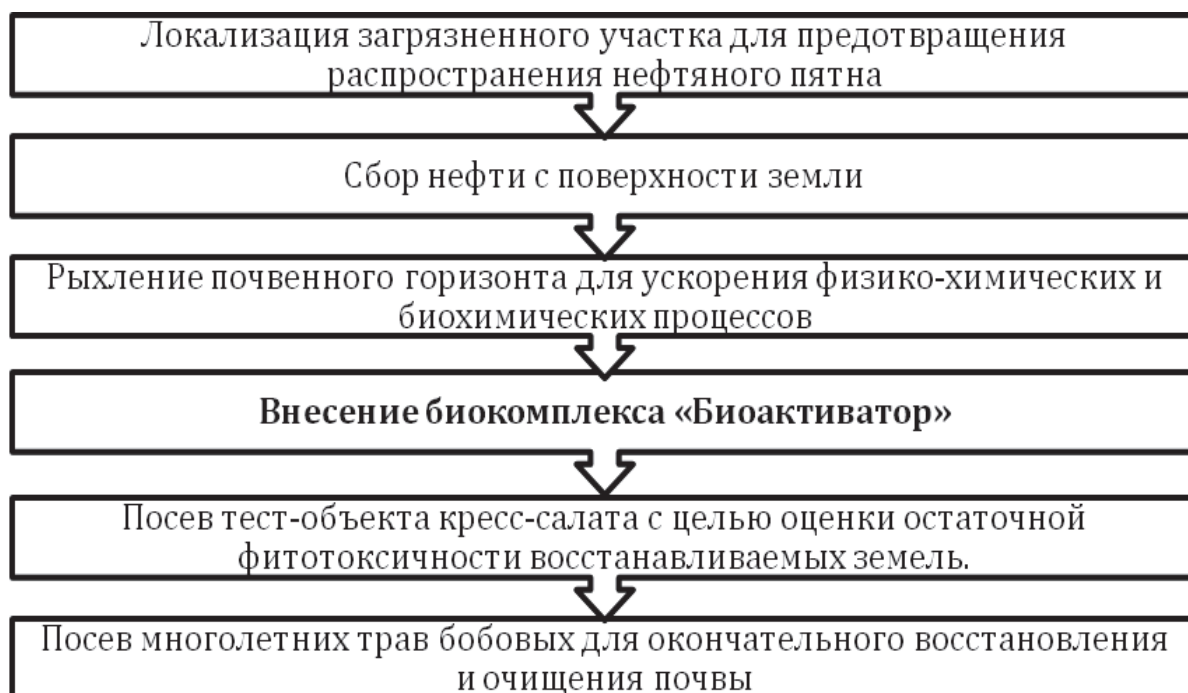 Локализация загрязненного участка для предотвращения
распространения нефтяного пятна
Сбор нефти с поверхности земли
Рыхление почвенного горизонта для ускорения физико-химических и
биохимических процессов
Внесение биокомплекса «Биоактиватор»
Посев тест-объекта кресс-салата с целью оценки остаточной
фитотоксичности восстанавливаемых земель.
Посев многолетних трав бобовых для окончательного восстановления
и очищения почвы